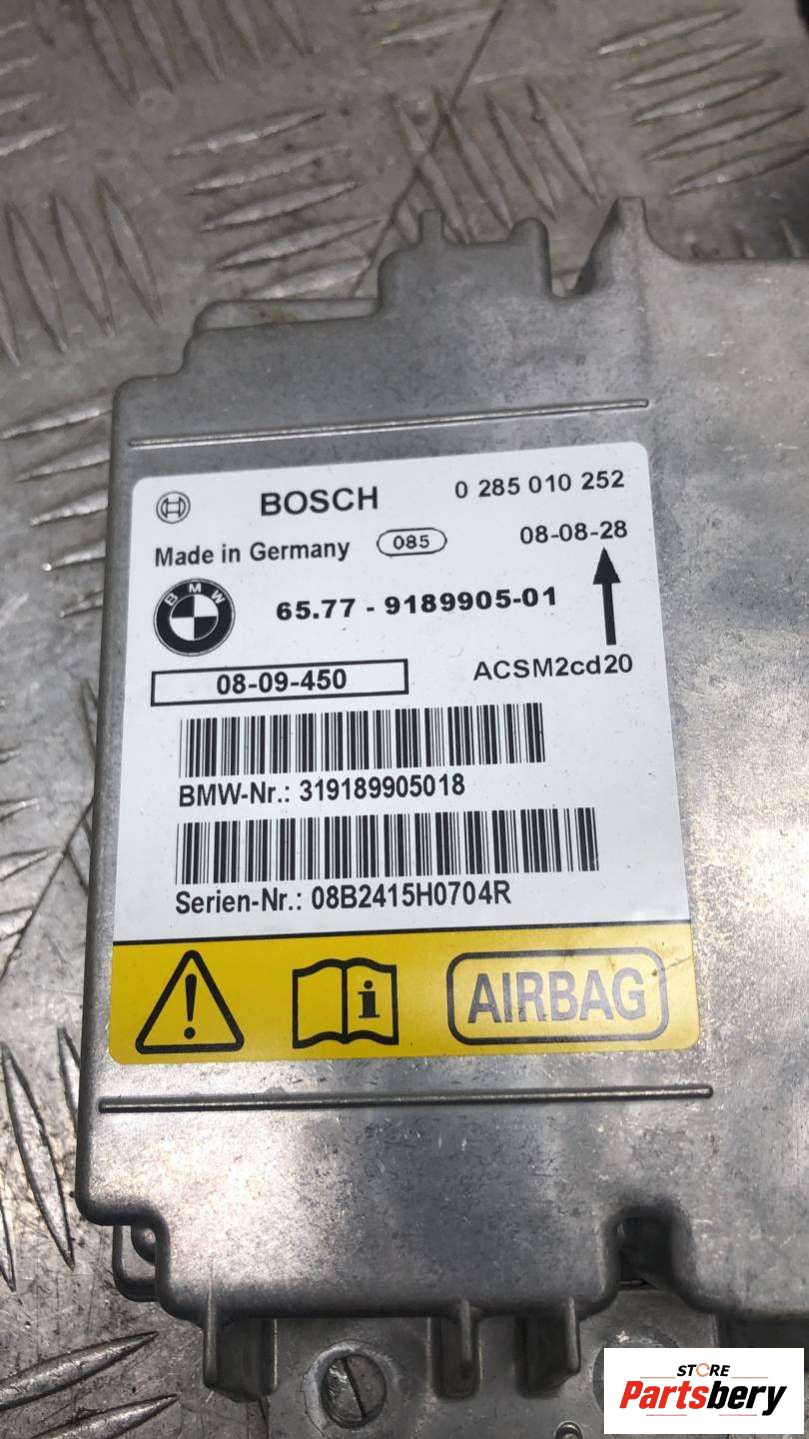 BOSCH 0 285 010 252
Made in Germany 085 08-08-28
BMW 65.77 - 9189905-01
08-09-450 ACSM2cd20
BMW-Nr.: 319189905018
Serien-Nr.: 08B2415H0704R
! i AIRBAG
STORE
Partsbery